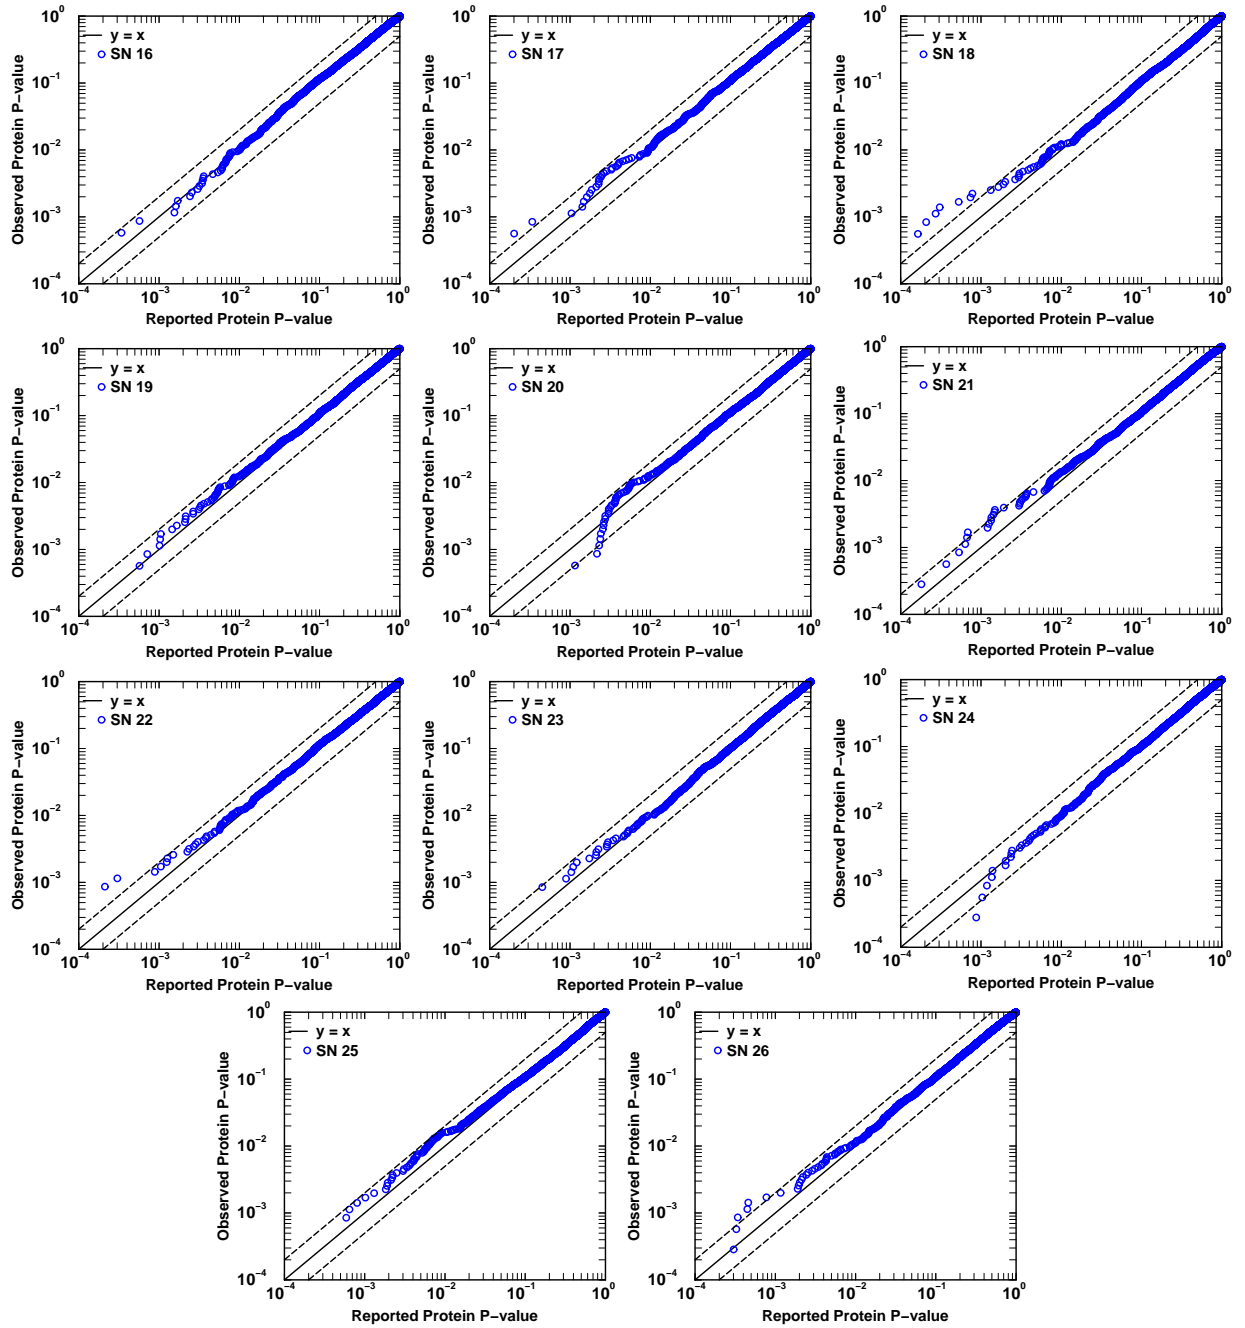 y = x
SN 16
Observed Protein P-value
10⁰
10⁻¹
10⁻²
10⁻³
10⁻⁴
10⁻⁴ 10⁻³ 10⁻² 10⁻¹ 10⁰
Reported Protein P-value
y = x
SN 17
Observed Protein P-value
10⁰
10⁻¹
10⁻²
10⁻³
10⁻⁴
10⁻⁴ 10⁻³ 10⁻² 10⁻¹ 10⁰
Reported Protein P-value
y = x
SN 18
Observed Protein P-value
10⁰
10⁻¹
10⁻²
10⁻³
10⁻⁴
10⁻⁴ 10⁻³ 10⁻² 10⁻¹ 10⁰
Reported Protein P-value
y = x
SN 19
Observed Protein P-value
10⁰
10⁻¹
10⁻²
10⁻³
10⁻⁴
10⁻⁴ 10⁻³ 10⁻² 10⁻¹ 10⁰
Reported Protein P-value
y = x
SN 20
Observed Protein P-value
10⁰
10⁻¹
10⁻²
10⁻³
10⁻⁴
10⁻⁴ 10⁻³ 10⁻² 10⁻¹ 10⁰
Reported Protein P-value
y = x
SN 21
Observed Protein P-value
10⁰
10⁻¹
10⁻²
10⁻³
10⁻⁴
10⁻⁴ 10⁻³ 10⁻² 10⁻¹ 10⁰
Reported Protein P-value
y = x
SN 22
Observed Protein P-value
10⁰
10⁻¹
10⁻²
10⁻³
10⁻⁴
10⁻⁴ 10⁻³ 10⁻² 10⁻¹ 10⁰
Reported Protein P-value
y = x
SN 23
Observed Protein P-value
10⁰
10⁻¹
10⁻²
10⁻³
10⁻⁴
10⁻⁴ 10⁻³ 10⁻² 10⁻¹ 10⁰
Reported Protein P-value
y = x
SN 24
Observed Protein P-value
10⁰
10⁻¹
10⁻²
10⁻³
10⁻⁴
10⁻⁴ 10⁻³ 10⁻² 10⁻¹ 10⁰
Reported Protein P-value
y = x
SN 25
Observed Protein P-value
10⁰
10⁻¹
10⁻²
10⁻³
10⁻⁴
10⁻⁴ 10⁻³ 10⁻² 10⁻¹ 10⁰
Reported Protein P-value
y = x
SN 26
Observed Protein P-value
10⁰
10⁻¹
10⁻²
10⁻³
10⁻⁴
10⁻⁴ 10⁻³ 10⁻² 10⁻¹ 10⁰
Reported Protein P-value